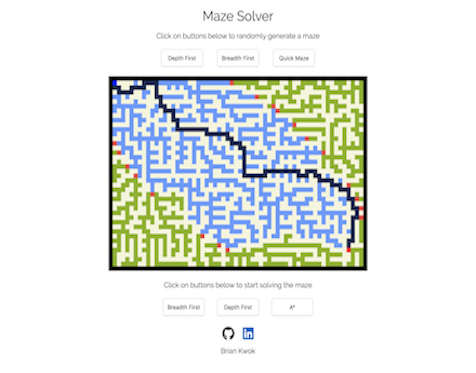 Maze Solver
Click on buttons below to randomly generate a maze
Depth First Breadth First Quick Maze
Click on buttons below to start solving the maze
Breadth First Depth First A*
in
Brian Kwok